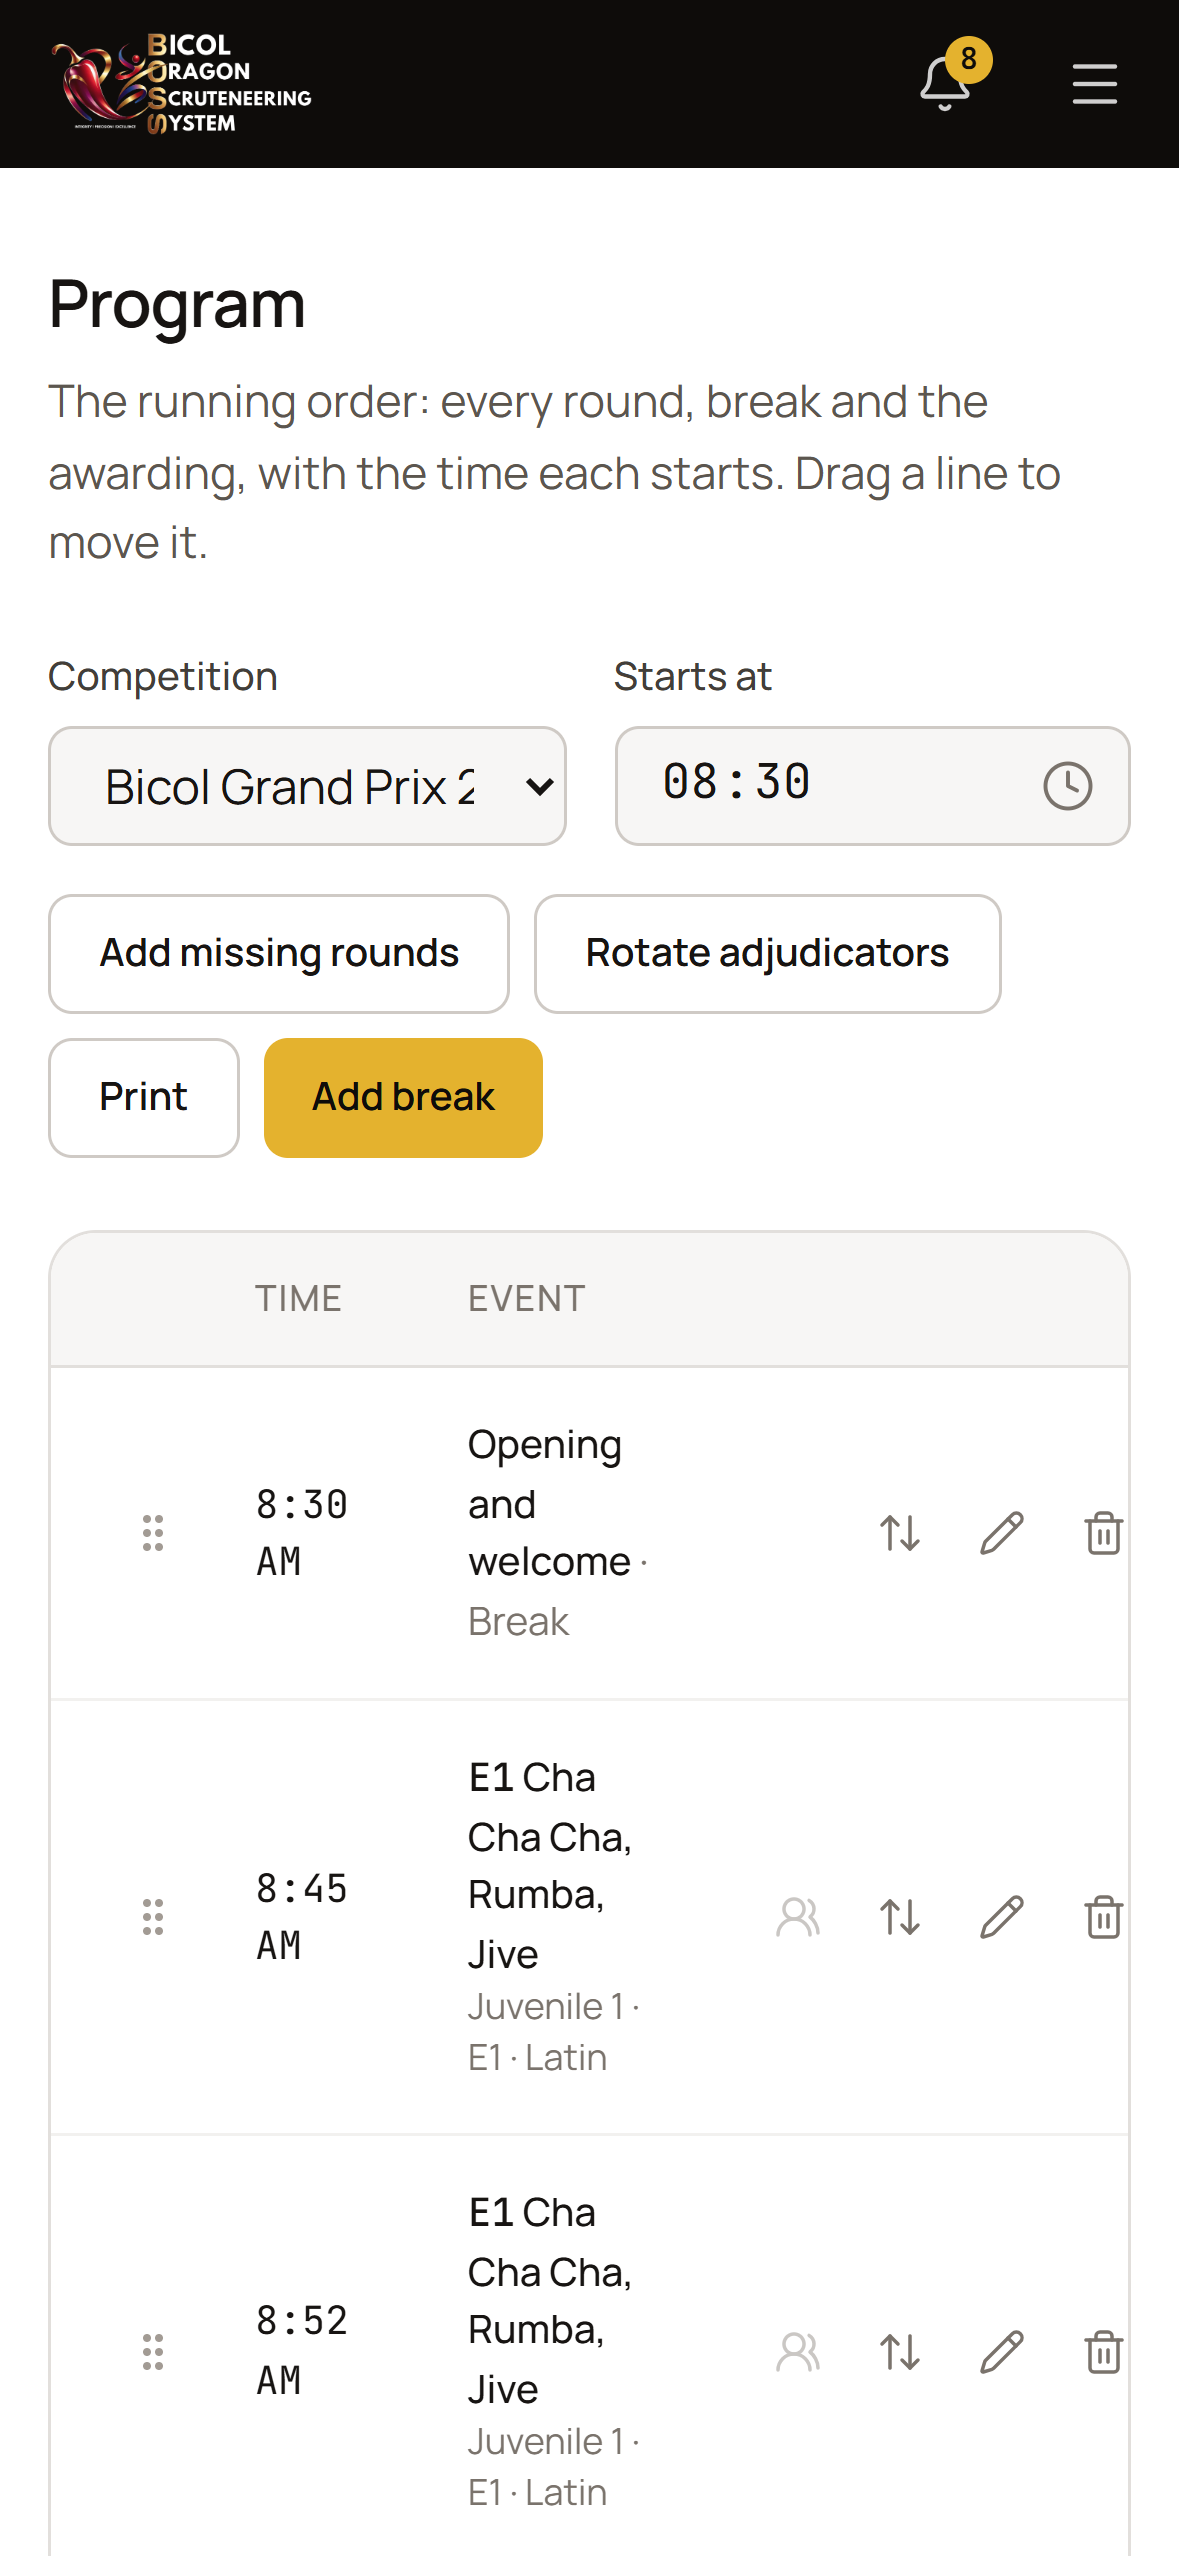 BICOL
ORAGON
SCRUTENEERING
SYSTEM
INTEGRITY | PRECISION | EXCELLENCE
8
Program
The running order: every round, break and the
awarding, with the time each starts. Drag a line to
move it.
Competition
Starts at
Bicol Grand Prix 2
08:30
Add missing rounds
Rotate adjudicators
Print
Add break
TIME
EVENT
8:30
AM
Opening
and
welcome ·
Break
8:45
AM
E1 Cha
Cha Cha,
Rumba,
Jive
Juvenile 1 ·
E1 · Latin
8:52
AM
E1 Cha
Cha Cha,
Rumba,
Jive
Juvenile 1 ·
E1 · Latin